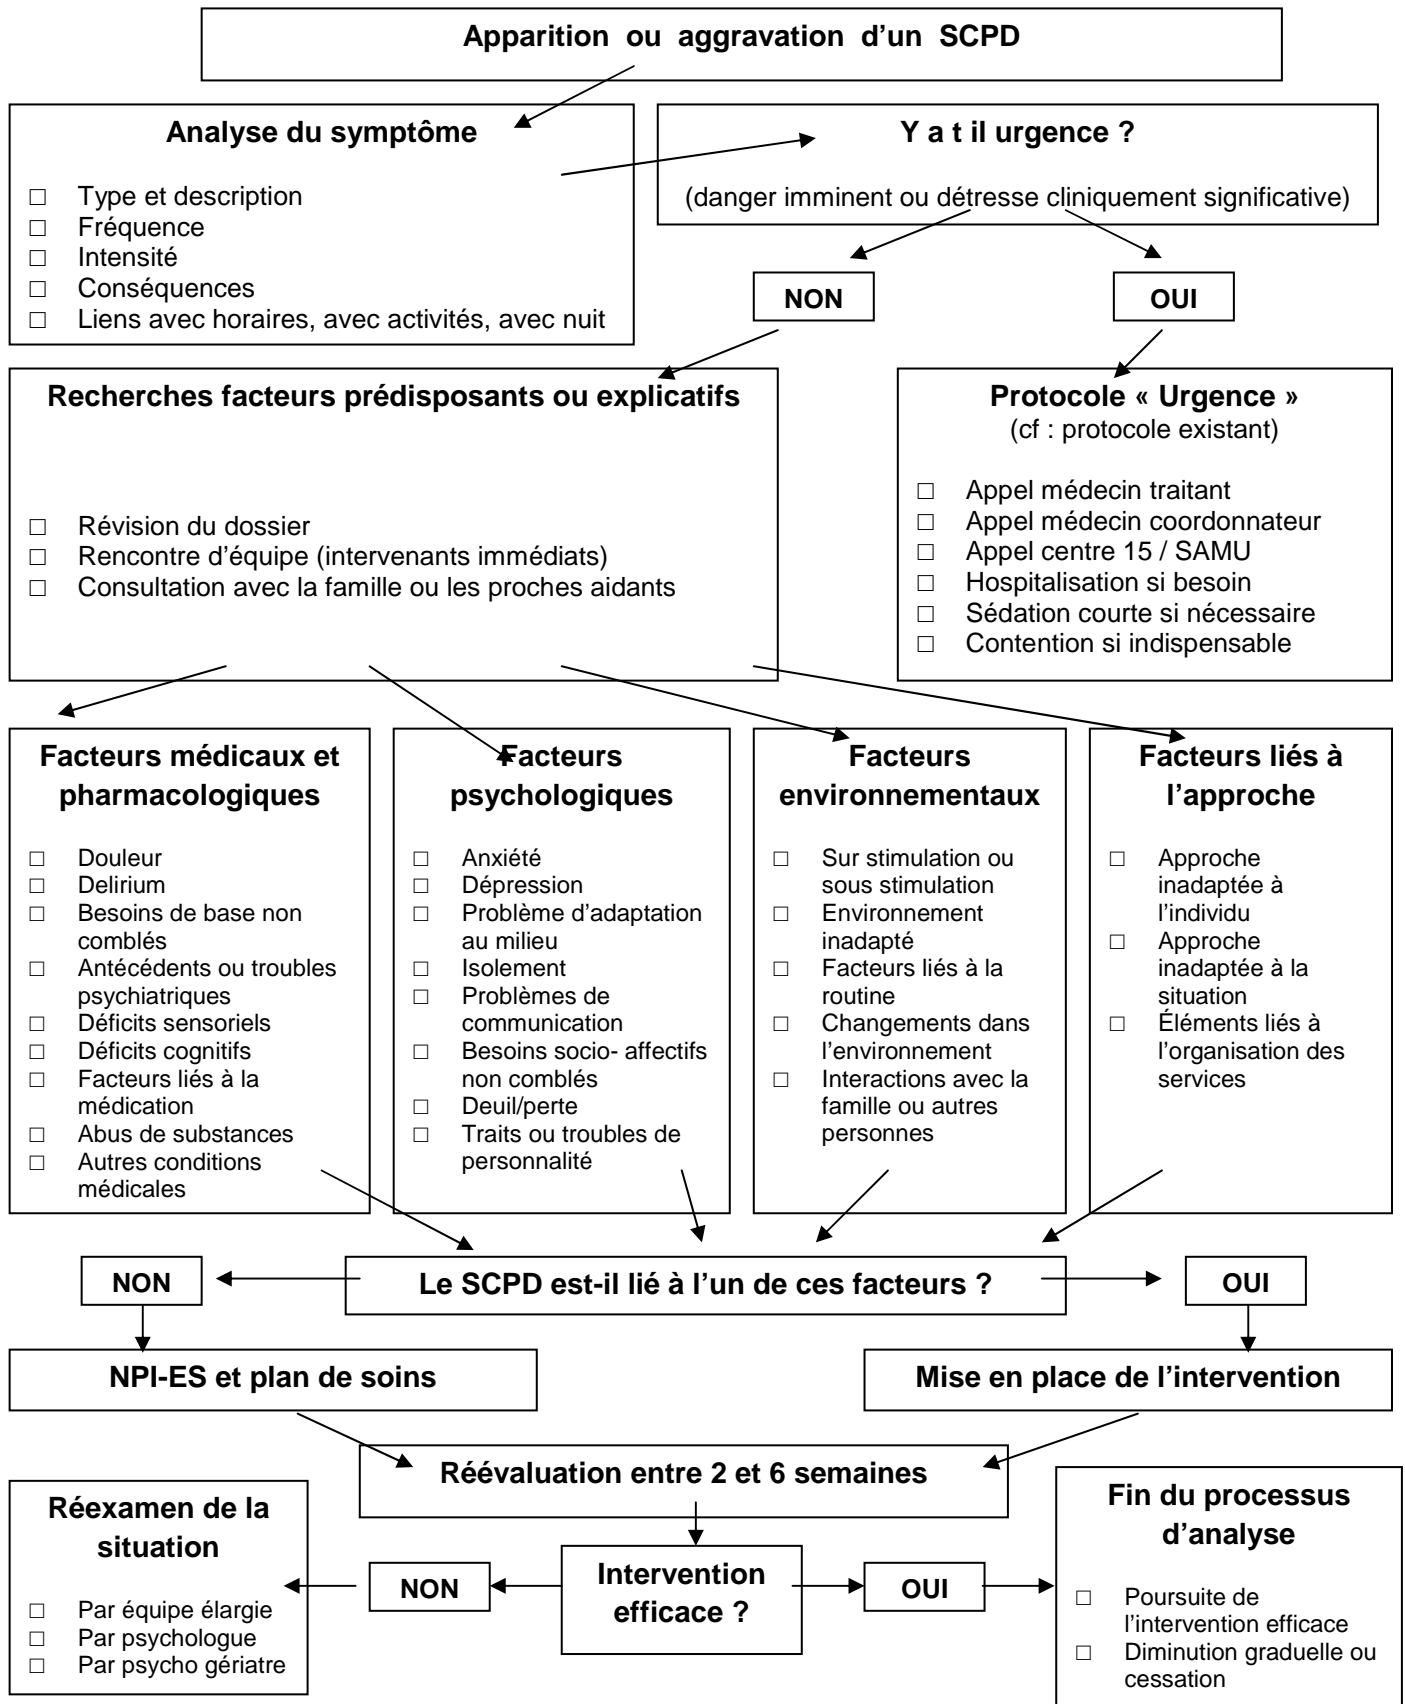 Apparition ou aggravation d'un SCPD
Analyse du symptôme
□ Type et description
□ Fréquence
□ Intensité
□ Conséquences
□ Liens avec horaires, avec activités, avec nuit
Y a t il urgence ?
(danger imminent ou détresse cliniquement significative)
NON
OUI
Recherches facteurs prédisposants ou explicatifs
□ Révision du dossier
□ Rencontre d'équipe (intervenants immédiats)
□ Consultation avec la famille ou les proches aidants
Protocole « Urgence »
(cf : protocole existant)
□ Appel médecin traitant
□ Appel médecin coordonnateur
□ Appel centre 15 / SAMU
□ Hospitalisation si besoin
□ Sédation courte si nécessaire
□ Contention si indispensable
Facteurs médicaux et
pharmacologiques
□ Douleur
□ Delirium
□ Besoins de base non
comblés
□ Antécédents ou troubles
psychiatriques
□ Déficits sensoriels
□ Déficits cognitifs
□ Facteurs liés à la
médication
□ Abus de substances
□ Autres conditions
médicales
Facteurs
psychologiques
□ Anxiété
□ Dépression
□ Problème d'adaptation
au milieu
□ Isolement
□ Problèmes de
communication
□ Besoins socio- affectifs
non comblés
□ Deuil/perte
□ Traits ou troubles de
personnalité
Facteurs
environnementaux
□ Sur stimulation ou
sous stimulation
□ Environnement
inadapté
□ Facteurs liés à la
routine
□ Changements dans
l'environnement
□ Interactions avec la
famille ou autres
personnes
Facteurs liés à
l'approche
□ Approche
inadaptée à
l'individu
□ Approche
inadaptée à la
situation
□ Éléments liés à
l'organisation des
services
NON
Le SCPD est-il lié à l'un de ces facteurs ?
OUI
NPI-ES et plan de soins
Mise en place de l'intervention
Réévaluation entre 2 et 6 semaines
Réexamen de la
situation
□ Par équipe élargie
□ Par psychologue
□ Par psycho gériatre
NON
Intervention
efficace ?
OUI
Fin du processus
d'analyse
□ Poursuite de
l'intervention efficace
□ Diminution graduelle ou
cessation